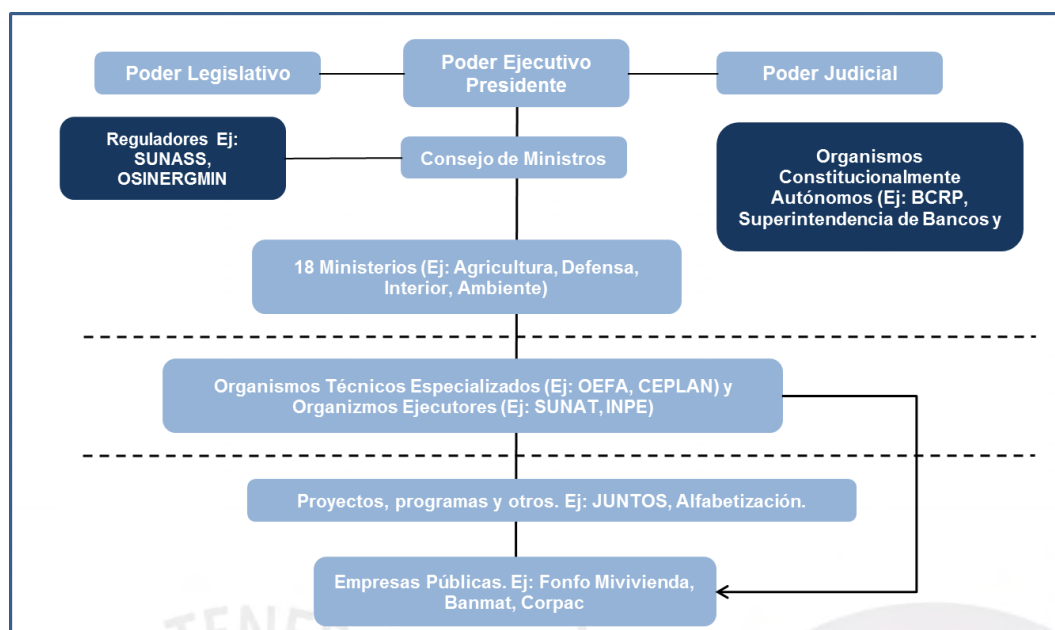 Poder Legislativo
Poder Ejecutivo
Presidente
Poder Judicial
Reguladores Ej:
SUNASS,
OSINERGMIN
Consejo de Ministros
Organismos
Constitucionalmente
Autónomos (Ej: BCRP,
Superintendencia de Bancos y
18 Ministerios (Ej: Agricultura, Defensa,
Interior, Ambiente)
Organismos Técnicos Especializados (Ej: OEFA, CEPLAN) y
Organizmos Ejecutores (Ej: SUNAT, INPE)
Proyectos, programas y otros. Ej: JUNTOS, Alfabetización.
Empresas Públicas. Ej: Fonfo Mivivienda,
Banmat, Corpac